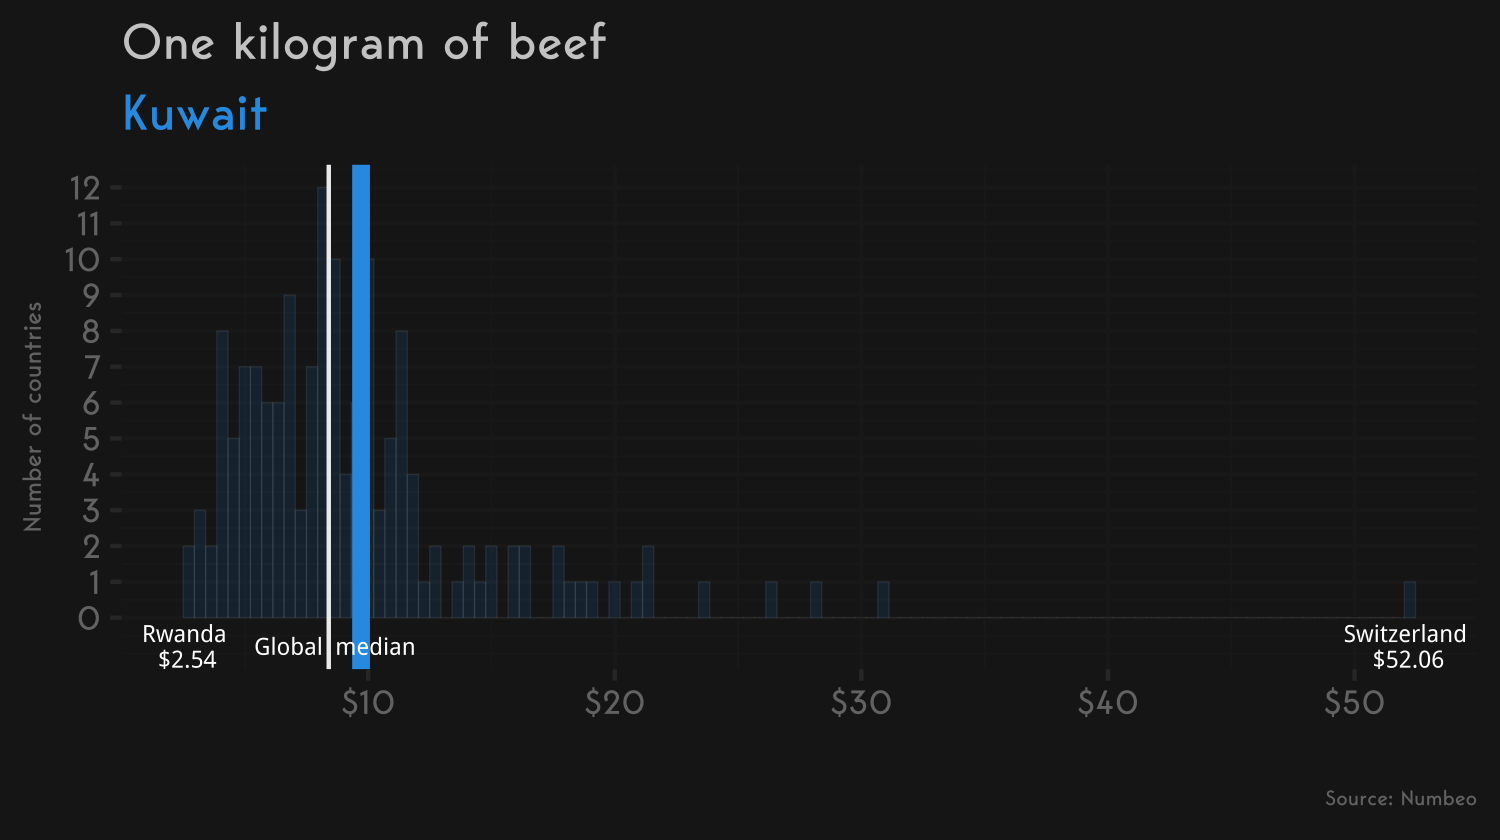 One kilogram of beef
Kuwait
Number of countries
12
11
10
9
8
7
6
5
4
3
2
1
0
Rwanda
$2.54
Global median
Switzerland
$52.06
$10
$20
$30
$40
$50
Source: Numbeo